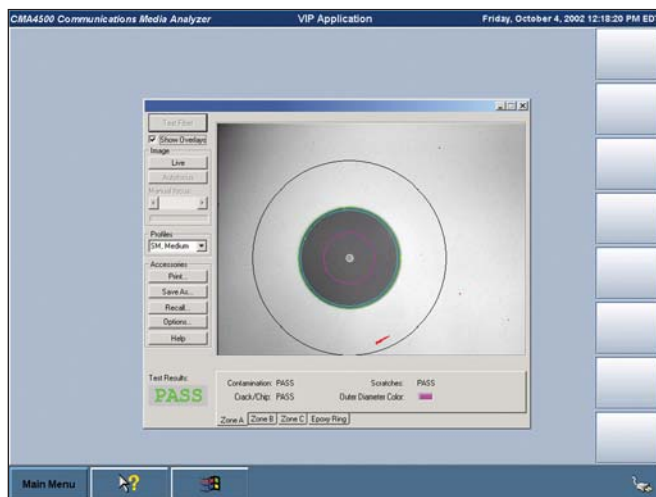 CMA4500 Communications Media Analyzer VIP Application Friday, October 4, 2002 12:18:20 PM EDT
Test Fiber
Show Overlays
Image
Live
Autofocus
Manual Focus
Profiles
SM, Medium
Accessories
Print...
Save As...
Recall...
Options...
Help
Test Results:
PASS
Contamination: PASS Scratches: PASS
Crack/Chip: PASS Outer Diameter Color:
Zone A Zone B Zone C Epoxy Ring
Main Menu ?